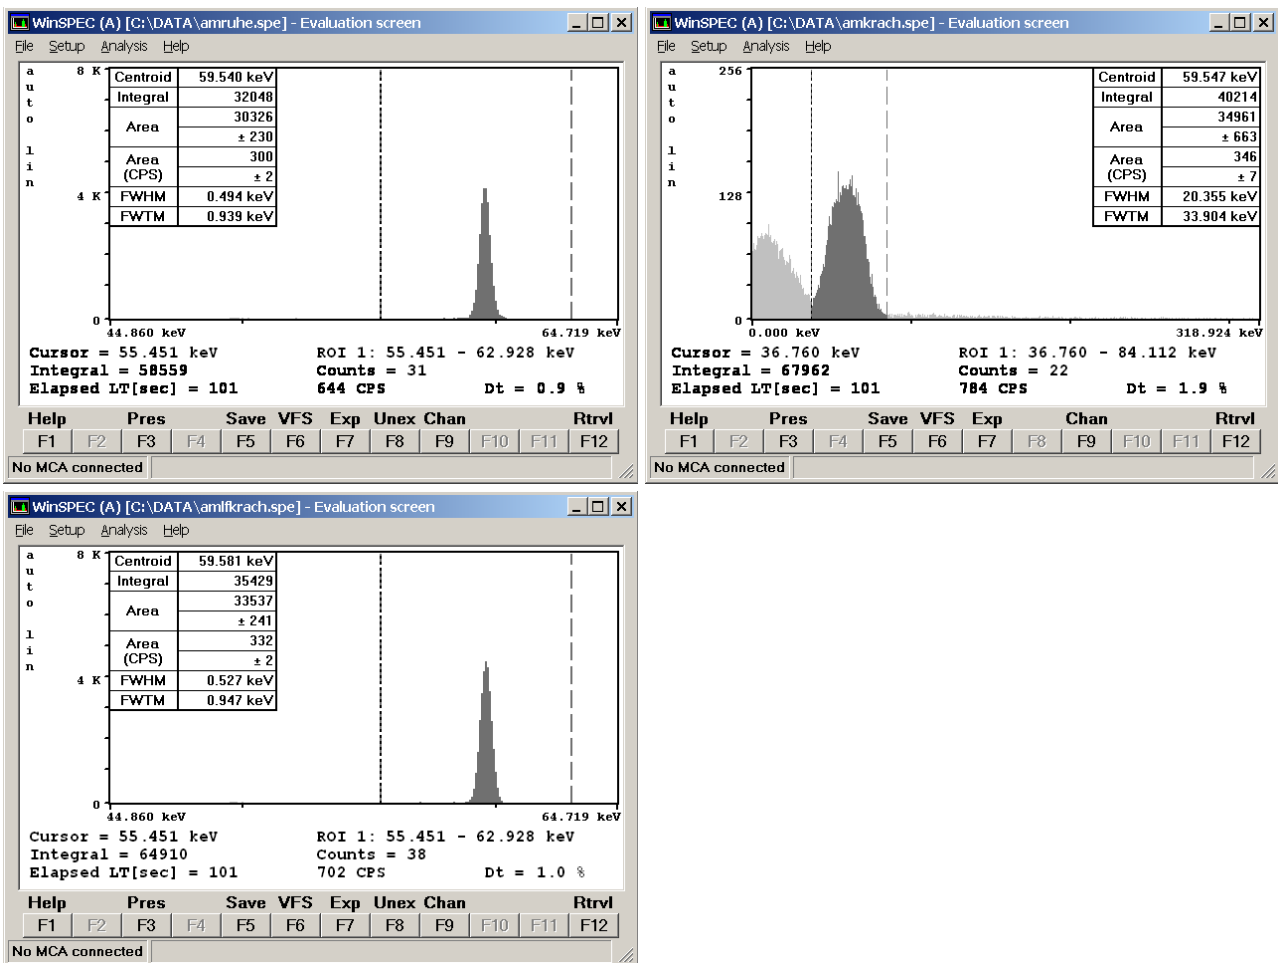 WinSPEC (A) [C:\DATA\amruhe.spe] - Evaluation screen
File Setup Analysis Help
auto lin
8 K
4 K
0
Centroid 59.540 keV
Integral 32048
Area 30326
± 230
Area (CPS) 300
± 2
FWHM 0.494 keV
FWTM 0.939 keV
44.860 keV 64.719 keV
Cursor = 55.451 keV ROI 1: 55.451 - 62.928 keV
Integral = 58559 Counts = 31
Elapsed LT[sec] = 101 644 CPS Dt = 0.9 %
Help Pres Save VFS Exp Unex Chan Rtrvl
F1 F2 F3 F4 F5 F6 F7 F8 F9 F10 F11 F12
No MCA connected
WinSPEC (A) [C:\DATA\amkrach.spe] - Evaluation screen
File Setup Analysis Help
auto lin
256
128
0
Centroid 59.547 keV
Integral 40214
Area 34961
± 663
Area (CPS) 346
± 7
FWHM 20.355 keV
FWTM 33.904 keV
0.000 keV 318.924 keV
Cursor = 36.760 keV ROI 1: 36.760 - 84.112 keV
Integral = 67962 Counts = 22
Elapsed LT[sec] = 101 784 CPS Dt = 1.9 %
Help Pres Save VFS Exp Chan Rtrvl
F1 F2 F3 F4 F5 F6 F7 F8 F9 F10 F11 F12
No MCA connected
WinSPEC (A) [C:\DATA\amlfkrach.spe] - Evaluation screen
File Setup Analysis Help
auto lin
8 K
4 K
0
Centroid 59.581 keV
Integral 35429
Area 33537
± 241
Area (CPS) 332
± 2
FWHM 0.527 keV
FWTM 0.947 keV
44.860 keV 64.719 keV
Cursor = 55.451 keV ROI 1: 55.451 - 62.928 keV
Integral = 64910 Counts = 38
Elapsed LT[sec] = 101 702 CPS Dt = 1.0 %
Help Pres Save VFS Exp Unex Chan Rtrvl
F1 F2 F3 F4 F5 F6 F7 F8 F9 F10 F11 F12
No MCA connected